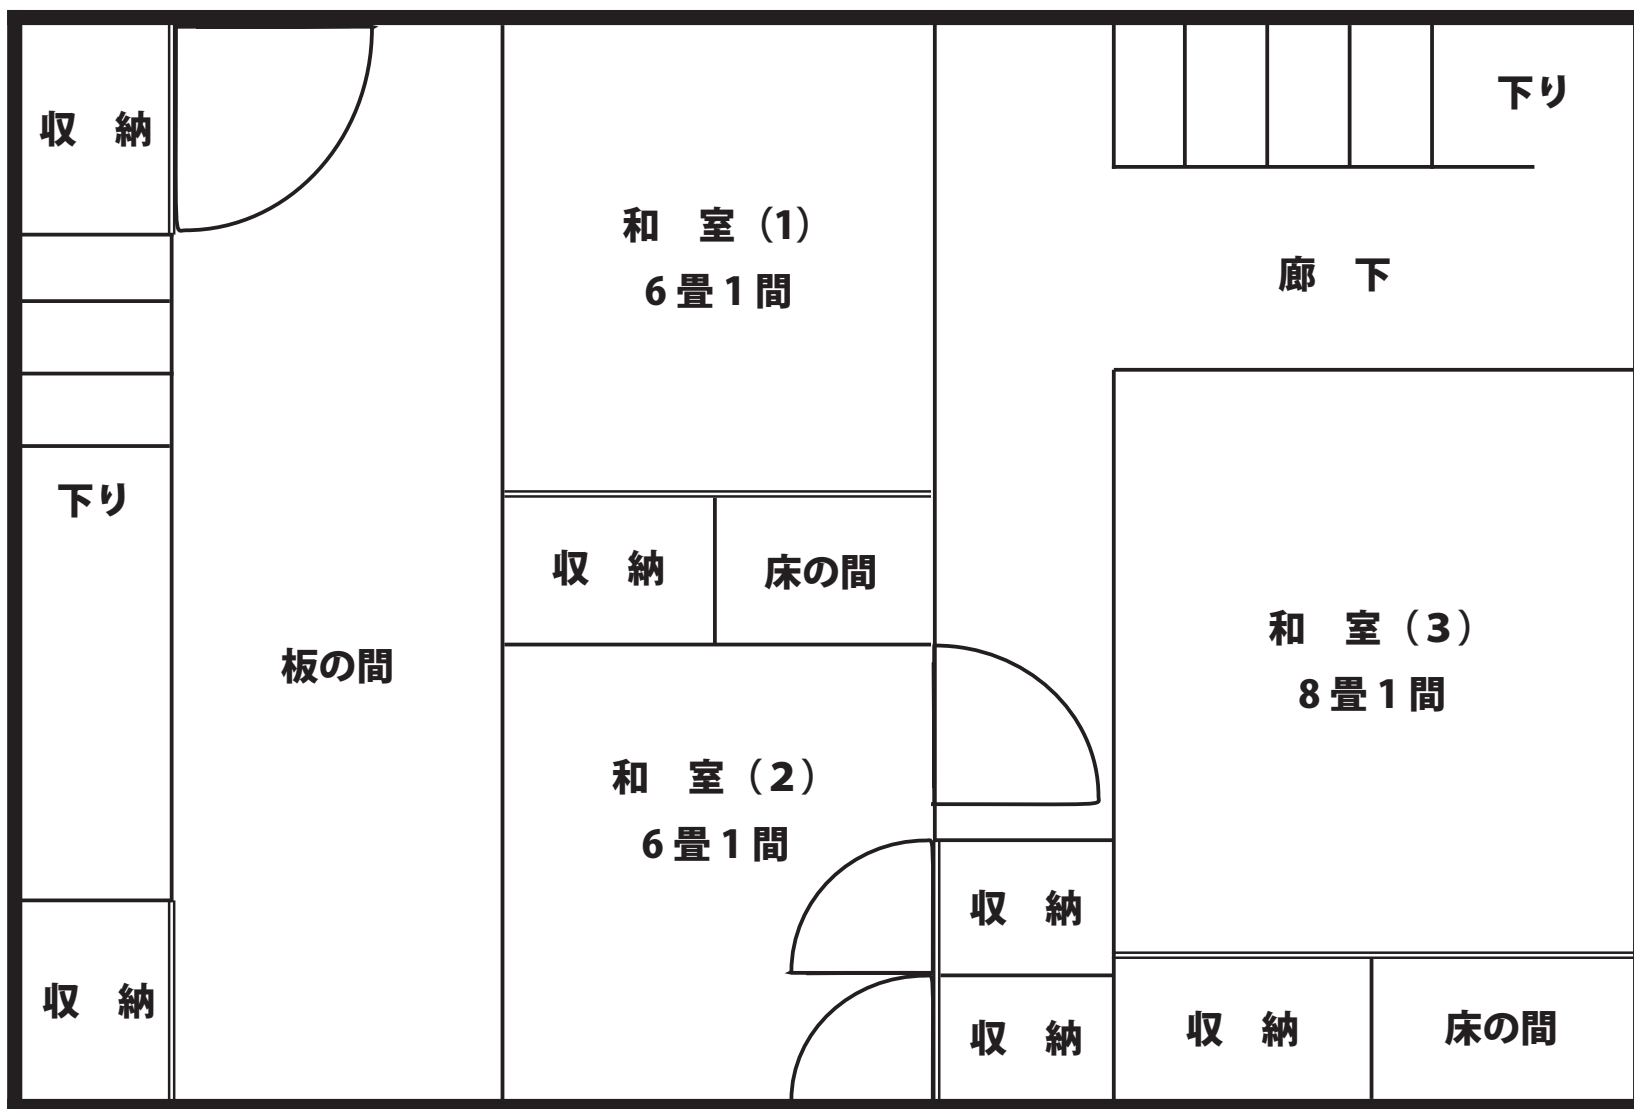 収　納
下り
板の間
収　納
和　室（1）
6 畳 1 間
収　納
床の間
和　室（2）
6 畳 1 間
下り
廊　下
和　室（3）
8 畳 1 間
収　納
収　納
収　納
床の間